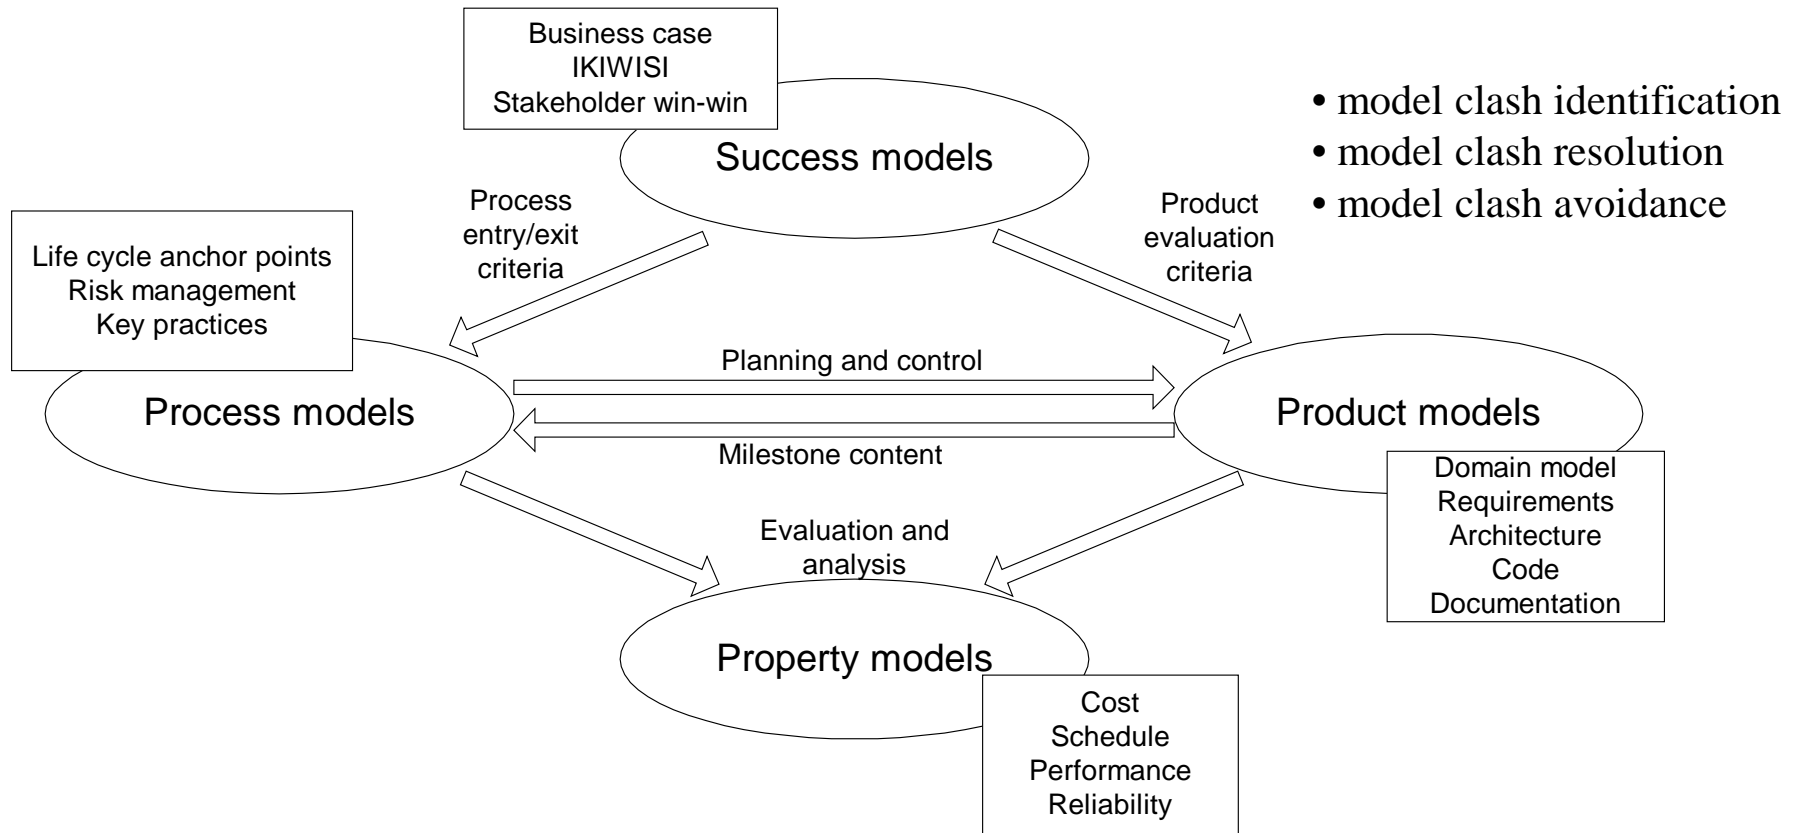 Business case
IKIWISI
Stakeholder win-win
Success models
• model clash identification
• model clash resolution
• model clash avoidance
Process
entry/exit
criteria
Product
evaluation
criteria
Life cycle anchor points
Risk management
Key practices
Process models
Planning and control
Milestone content
Product models
Domain model
Requirements
Architecture
Code
Documentation
Evaluation and
analysis
Property models
Cost
Schedule
Performance
Reliability